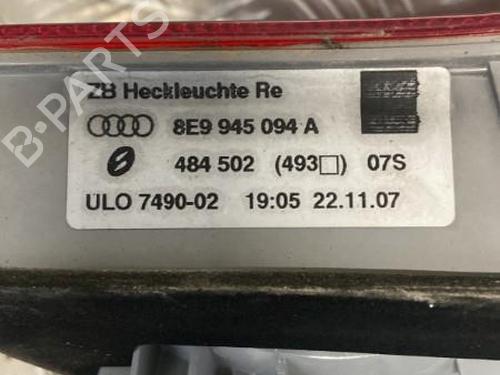 B-PARTS
ZB Heckleuchte Re
8E9 945 094 A
484 502 (493□) 07S
ULO 7490-02 19:05 22.11.07